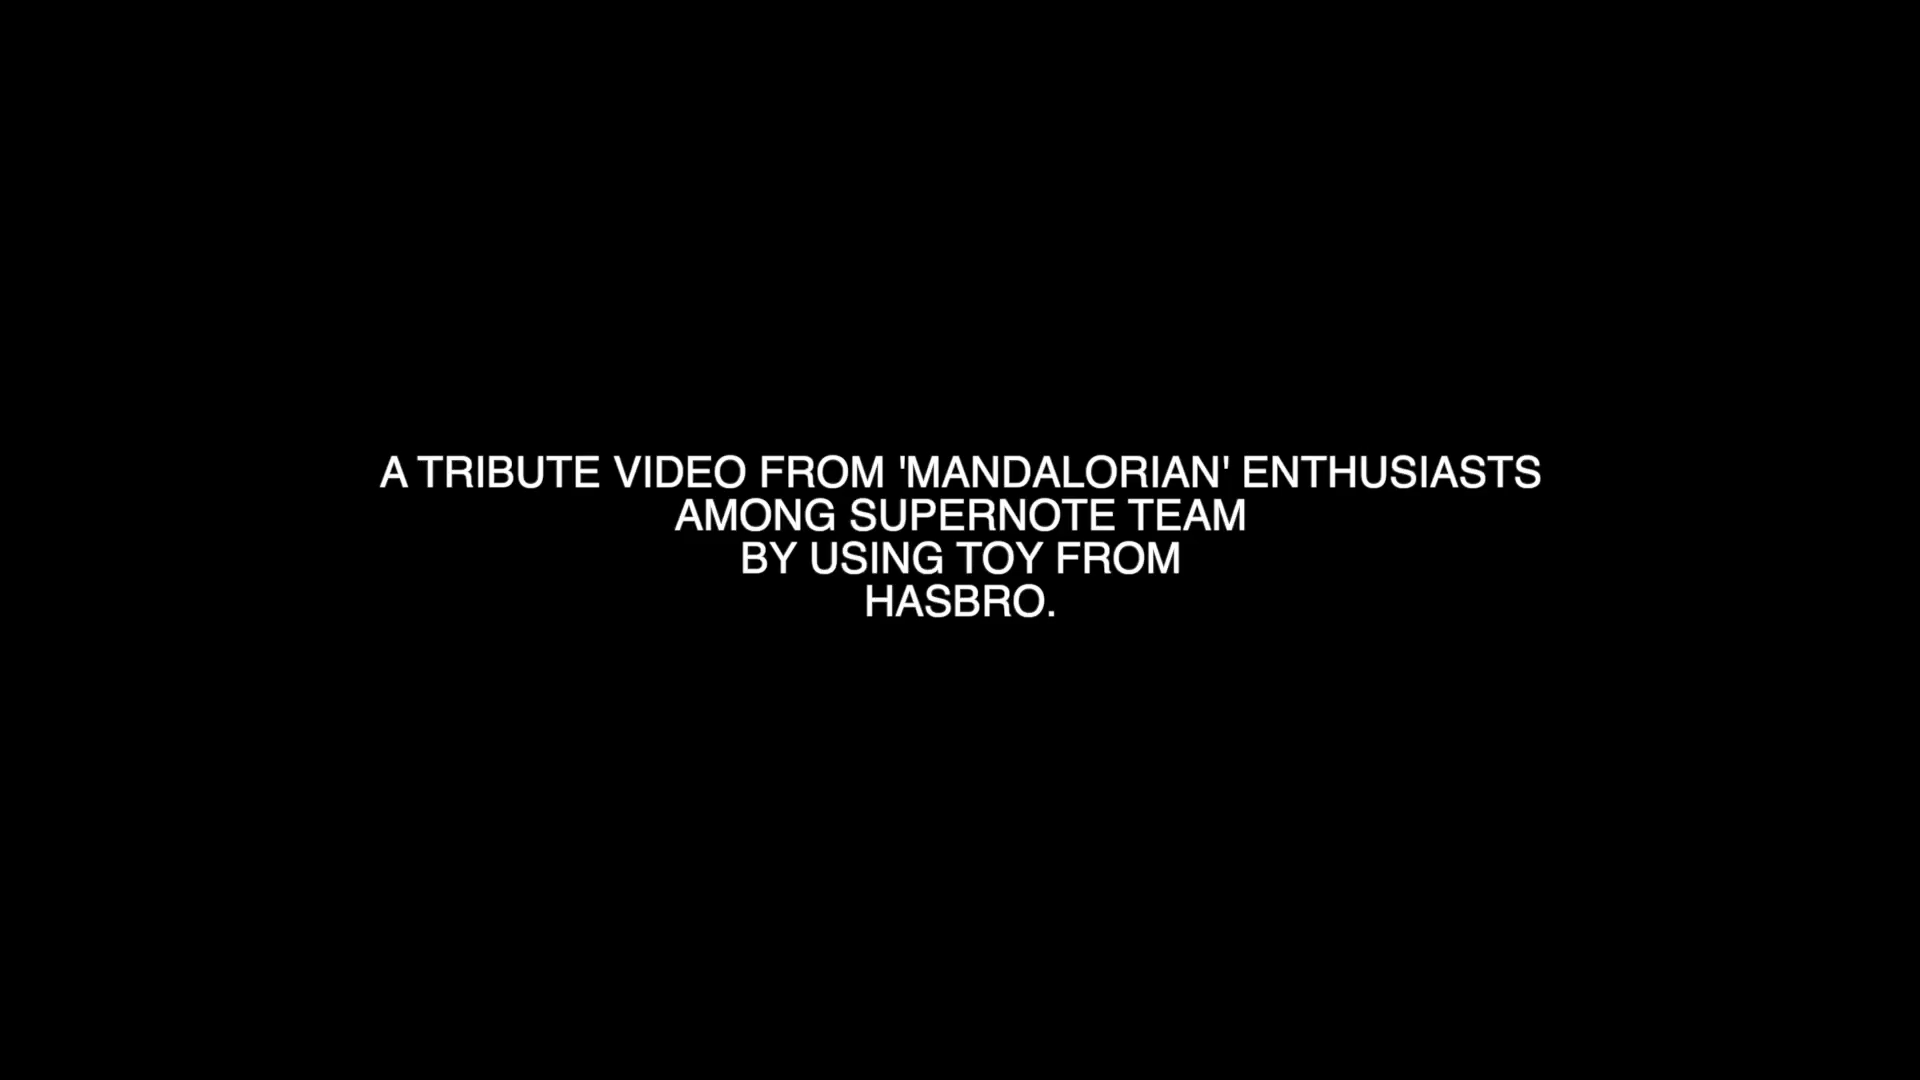 A TRIBUTE VIDEO FROM 'MANDALORIAN' ENTHUSIASTS
AMONG SUPERNOTE TEAM
BY USING TOY FROM
HASBRO.